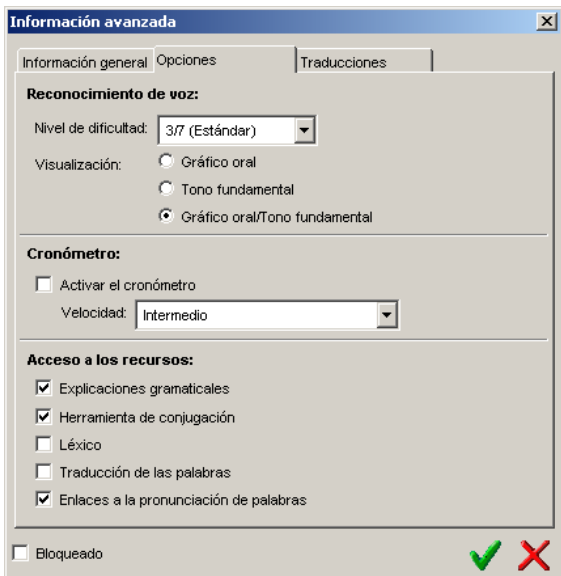 Información avanzada
Información general Opciones Traducciones
Reconocimiento de voz:
Nivel de dificultad: 3/7 (Estándar)
Visualización: Gráfico oral
Tono fundamental
Gráfico oral/Tono fundamental
Cronómetro:
Activar el cronómetro
Velocidad: Intermedio
Acceso a los recursos:
Explicaciones gramaticales
Herramienta de conjugación
Léxico
Traducción de las palabras
Enlaces a la pronunciación de palabras
Bloqueado